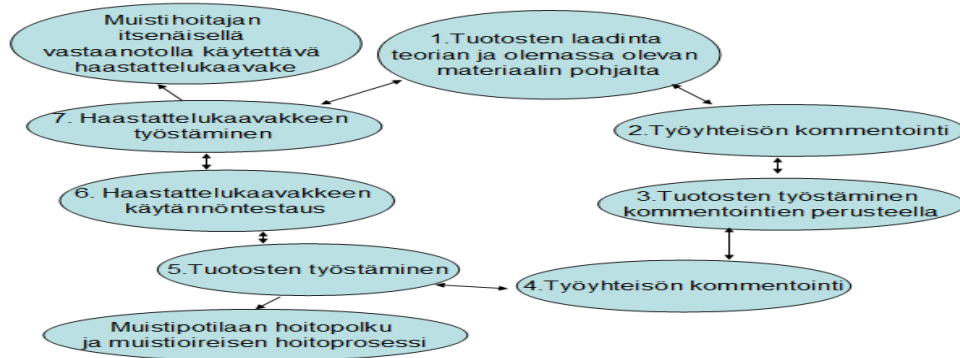 Muistihoitajan
itsenäisellä
vastaanotolla käytettävä
haastattelukaavake
1.Tuotosten laadinta
teorian ja olemassa olevan
materiaalin pohjalta
7. Haastattelukaavakkeen
työstäminen
2.Työyhteisön kommentointi
6. Haastattelukaavakkeen
käytännöntestaus
3.Tuotosten työstäminen
kommentointien perusteella
5.Tuotosten työstäminen
4.Työyhteisön kommentointi
Muistipotilaan hoitopolku
ja muistioireisen hoitoprosessi